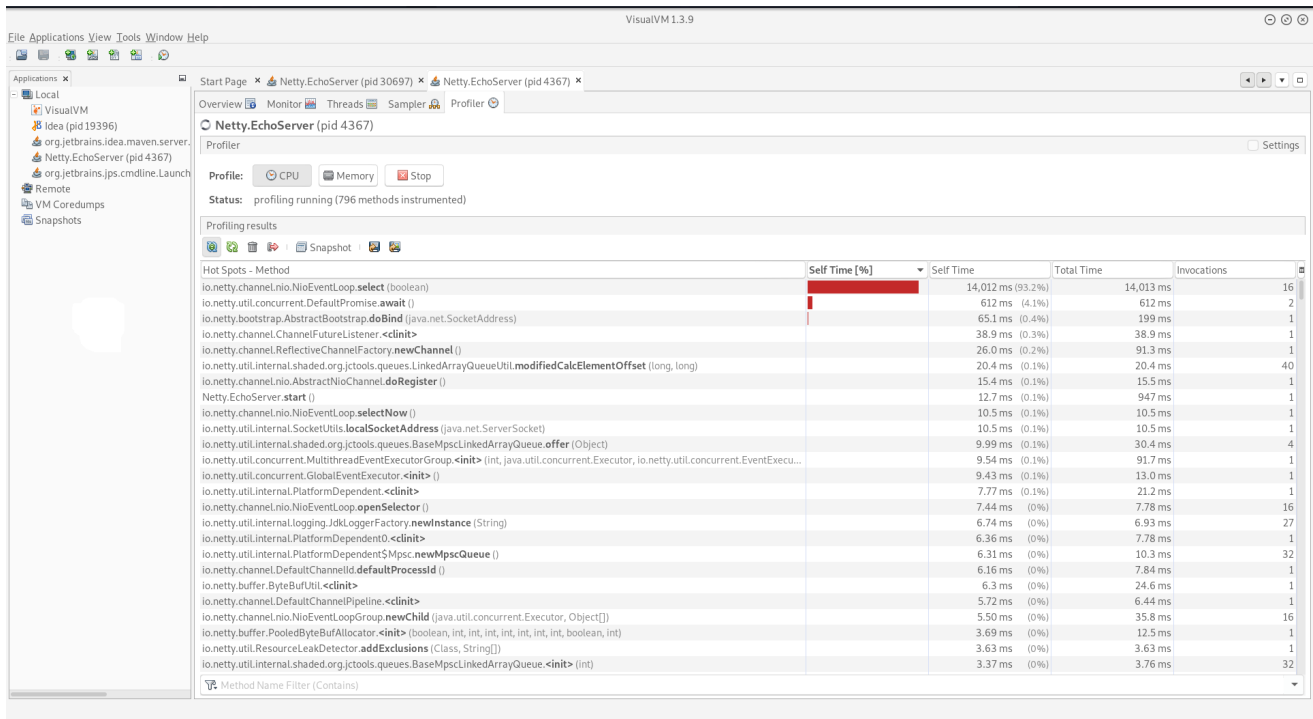 VisualVM 1.3.9
File Applications View Tools Window Help
Applications
Start Page Netty.EchoServer (pid 30697) Netty.EchoServer (pid 4367)
Local
VisualVM
Idea (pid 19396)
org.jetbrains.idea.maven.server.
Netty.EchoServer (pid 4367)
org.jetbrains.jps.cmdline.Launch
Remote
VM Coredumps
Snapshots
Overview Monitor Threads Sampler Profiler
Netty.EchoServer (pid 4367)
Profiler Settings
Profile: CPU Memory Stop
Status: profiling running (796 methods instrumented)
Profiling results
Snapshot
Hot Spots - Method Self Time [%] Self Time Total Time Invocations
io.netty.channel.nio.NioEventLoop.select (boolean) 14,012 ms (93.2%) 14,013 ms 16
io.netty.util.concurrent.DefaultPromise.await () 612 ms (4.1%) 612 ms 2
io.netty.bootstrap.AbstractBootstrap.doBind (java.net.SocketAddress) 65.1 ms (0.4%) 199 ms 1
io.netty.channel.ChannelFutureListener.<clinit> 38.9 ms (0.3%) 38.9 ms 1
io.netty.channel.ReflectiveChannelFactory.newChannel () 26.0 ms (0.2%) 91.3 ms 1
io.netty.util.internal.shaded.org.jctools.queues.LinkedArrayQueueUtil.modifiedCalcElementOffset (long, long) 20.4 ms (0.1%) 20.4 ms 40
io.netty.channel.nio.AbstractNioChannel.doRegister () 15.4 ms (0.1%) 15.5 ms 1
Netty.EchoServer.start () 12.7 ms (0.1%) 947 ms 1
io.netty.channel.nio.NioEventLoop.selectNow () 10.5 ms (0.1%) 10.5 ms 1
io.netty.util.internal.SocketUtils.localSocketAddress (java.net.ServerSocket) 10.5 ms (0.1%) 10.5 ms 1
io.netty.util.internal.shaded.org.jctools.queues.BaseMpscLinkedArrayQueue.offer (Object) 9.99 ms (0.1%) 30.4 ms 4
io.netty.util.concurrent.MultithreadEventExecutorGroup.<init> (int, java.util.concurrent.Executor, io.netty.util.concurrent.EventExecu... 9.54 ms (0.1%) 91.7 ms 1
io.netty.util.concurrent.GlobalEventExecutor.<init> () 9.43 ms (0.1%) 13.0 ms 1
io.netty.util.internal.PlatformDependent.<clinit> 7.77 ms (0.1%) 21.2 ms 1
io.netty.channel.nio.NioEventLoop.openSelector () 7.44 ms (0%) 7.78 ms 16
io.netty.util.internal.logging.JdkLoggerFactory.newInstance (String) 6.74 ms (0%) 6.93 ms 27
io.netty.util.internal.PlatformDependent0.<clinit> 6.36 ms (0%) 7.78 ms 1
io.netty.util.internal.PlatformDependent$Mpsc.newMpscQueue () 6.31 ms (0%) 10.3 ms 32
io.netty.channel.DefaultChannelId.defaultProcessId () 6.16 ms (0%) 7.84 ms 1
io.netty.buffer.ByteBufUtil.<clinit> 6.3 ms (0%) 24.6 ms 1
io.netty.channel.DefaultChannelPipeline.<clinit> 5.72 ms (0%) 6.44 ms 1
io.netty.channel.nio.NioEventLoopGroup.newChild (java.util.concurrent.Executor, Object[]) 5.50 ms (0%) 35.8 ms 16
io.netty.buffer.PooledByteBufAllocator.<init> (boolean, int, int, int, int, int, int, int, boolean, int) 3.69 ms (0%) 12.5 ms 1
io.netty.util.ResourceLeakDetector.addExclusions (Class, String[]) 3.63 ms (0%) 3.63 ms 1
io.netty.util.internal.shaded.org.jctools.queues.BaseMpscLinkedArrayQueue.<init> (int) 3.37 ms (0%) 3.76 ms 32
Method Name Filter (Contains)